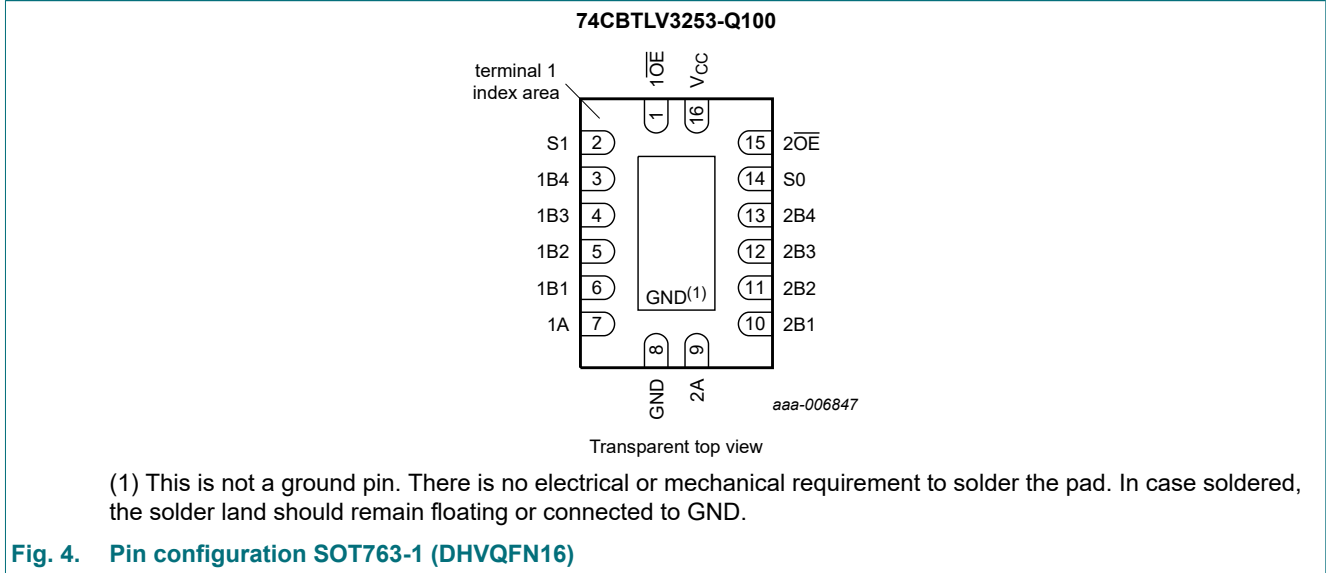 74CBTLV3253-Q100
terminal 1
index area
1O̅E̅
VCC
1
16
S1 2
15 2O̅E̅
1B4 3
14 S0
1B3 4
13 2B4
1B2 5
12 2B3
1B1 6
11 2B2
GND(1)
1A 7
10 2B1
8
9
GND
2A
aaa-006847
Transparent top view
(1) This is not a ground pin. There is no electrical or mechanical requirement to solder the pad. In case soldered,
the solder land should remain floating or connected to GND.
Fig. 4. Pin configuration SOT763-1 (DHVQFN16)